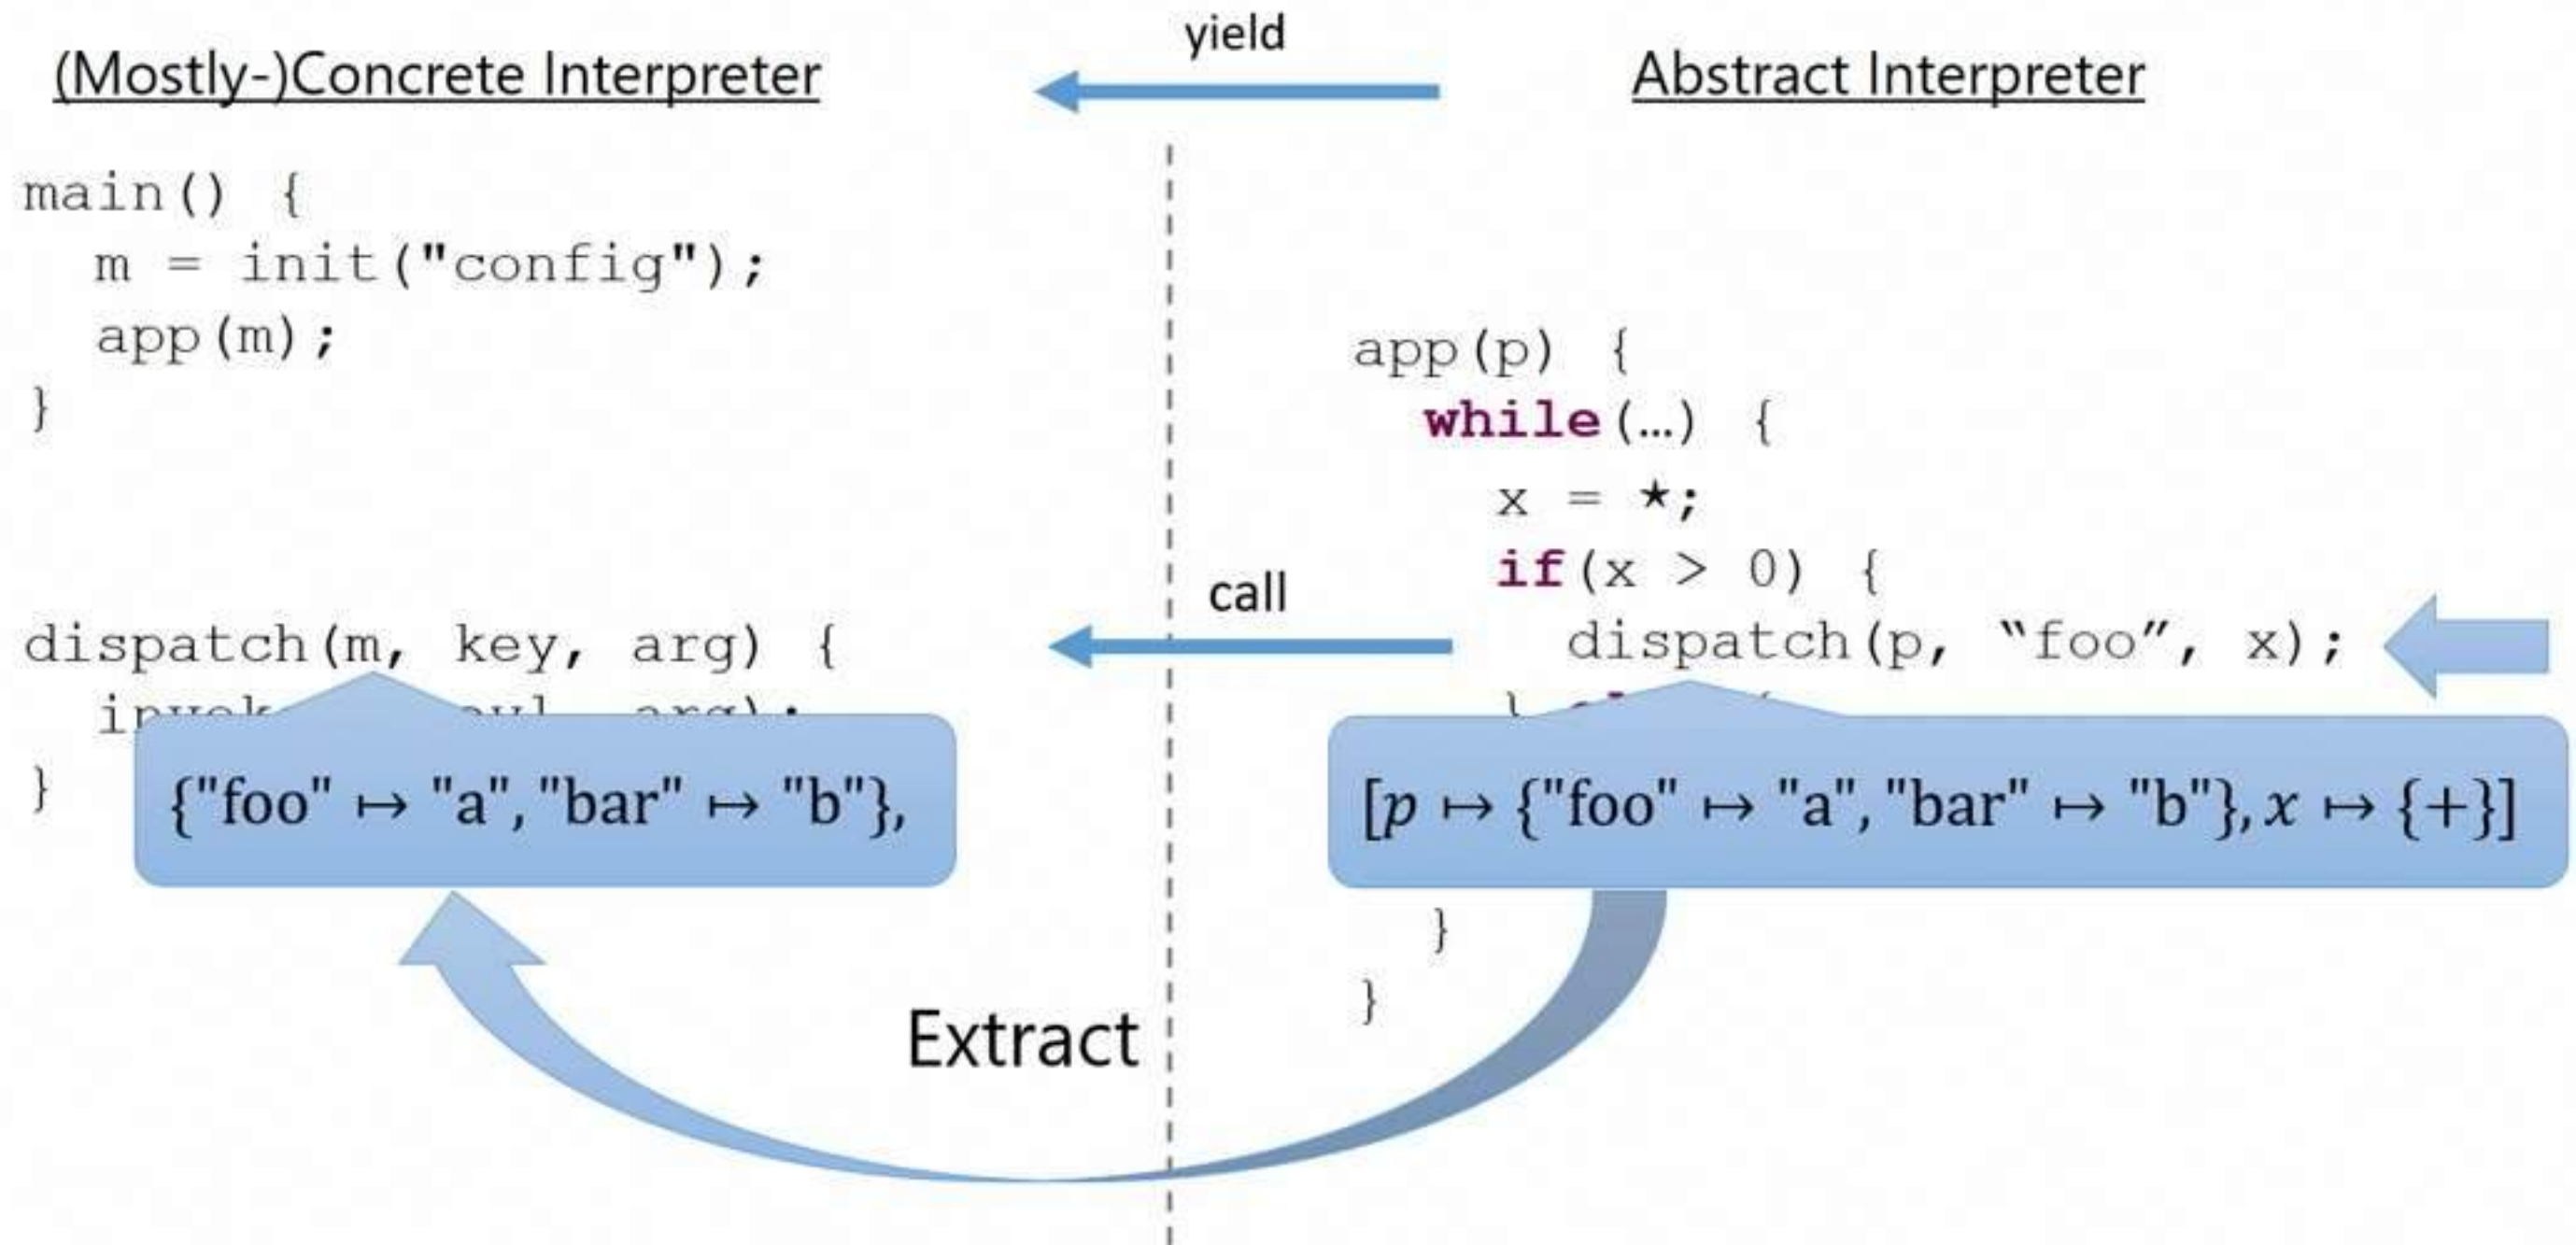 yield
(Mostly-)Concrete Interpreter
Abstract Interpreter
main() {
m = init("config");
app(m);
}
dispatch(m, key, arg) {
}
{"foo" ↦ "a", "bar" ↦ "b"},
call
app(p) {
while(…) {
x = ⋆;
if(x > 0) {
dispatch(p, “foo”, x);
}
[p ↦ {"foo" ↦ "a", "bar" ↦ "b"}, x ↦ {+}]
}
}
Extract